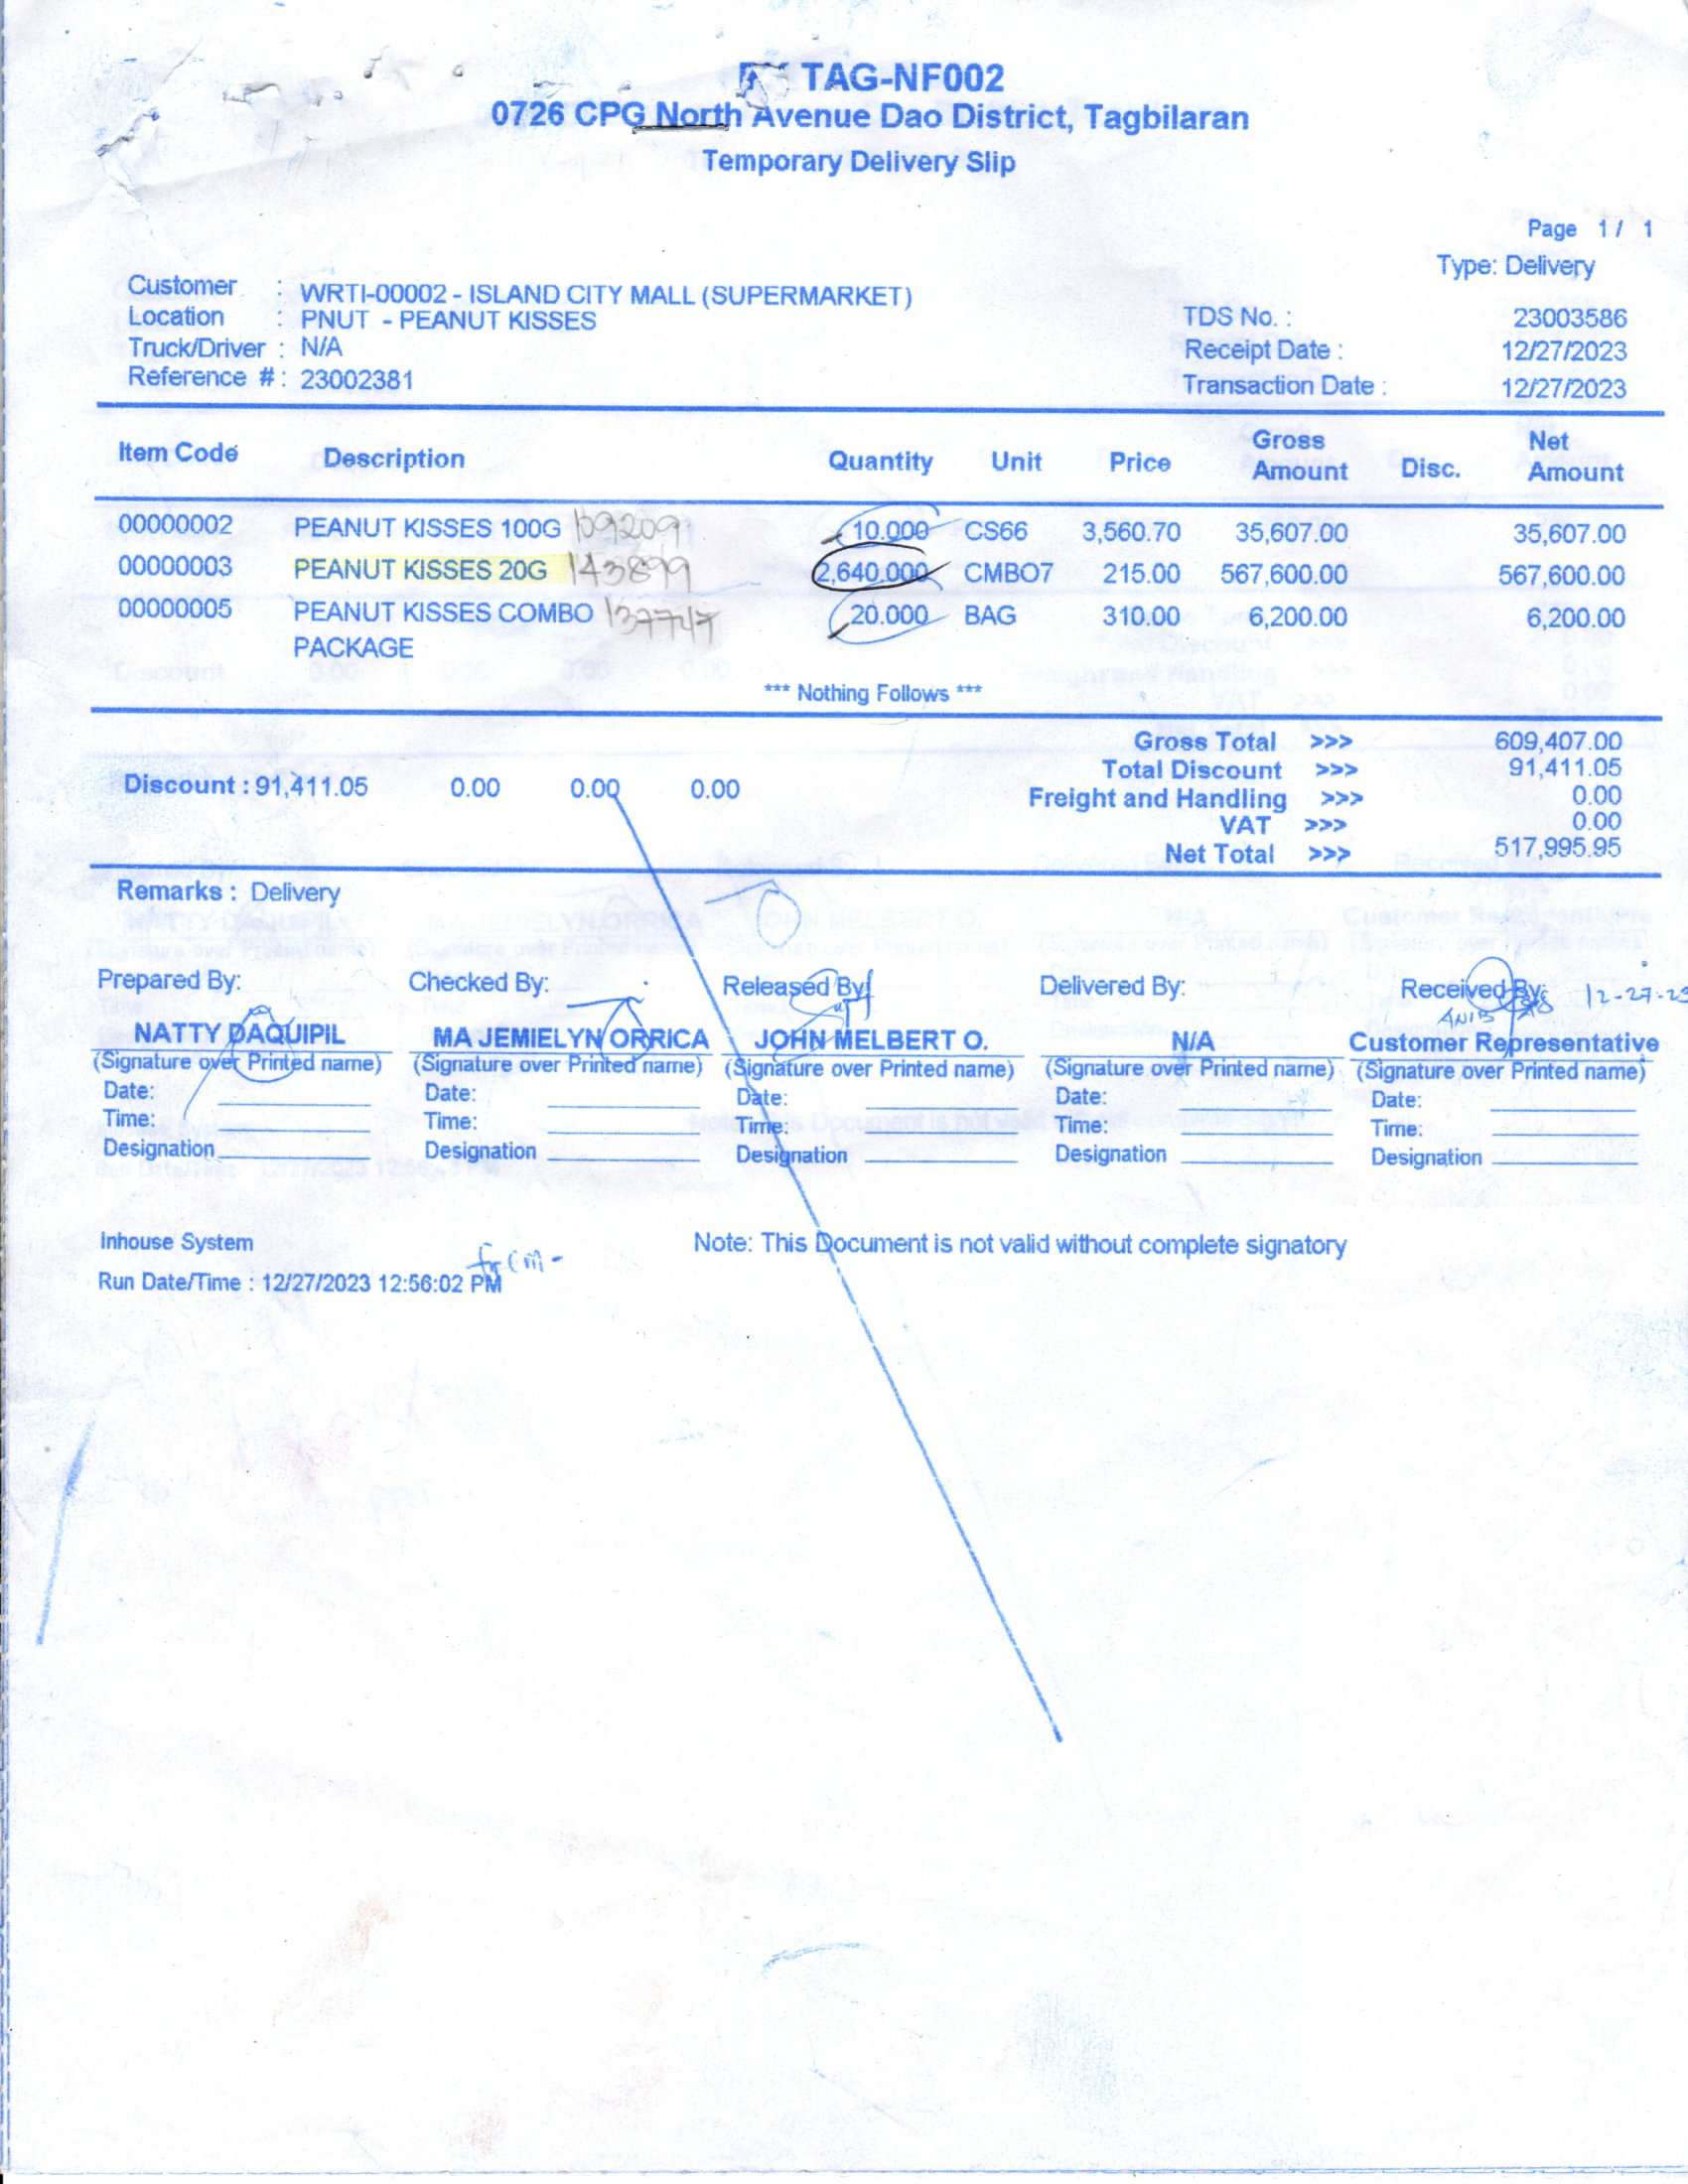 TAG-NF002
0726 CPG North Avenue Dao District, Tagbilaran
Temporary Delivery Slip
Page 1 / 1
Type: Delivery
Customer : WRTI-00002 - ISLAND CITY MALL (SUPERMARKET)
Location : PNUT - PEANUT KISSES
TDS No. : 23003586
Truck/Driver : N/A
Receipt Date : 12/27/2023
Reference # : 23002381
Transaction Date : 12/27/2023
Item Code Description Quantity Unit Price Gross Amount Disc. Net Amount
00000002 PEANUT KISSES 100G 1092091 10.000 CS66 3,560.70 35,607.00 35,607.00
00000003 PEANUT KISSES 20G 143899 2,640.000 CMBO7 215.00 567,600.00 567,600.00
00000005 PEANUT KISSES COMBO 137747 20.000 BAG 310.00 6,200.00 6,200.00
PACKAGE
*** Nothing Follows ***
Gross Total >>> 609,407.00
Total Discount >>> 91,411.05
Discount : 91,411.05 0.00 0.00 0.00
Freight and Handling >>> 0.00
VAT >>> 0.00
Net Total >>> 517,995.95
Remarks : Delivery
Prepared By: Checked By: Released By: Delivered By: Received By: 12-27-23
NATTY DAQUIPIL MA JEMIELYN ORRICA JOHN MELBERT O. N/A Customer Representative
(Signature over Printed name) (Signature over Printed name) (Signature over Printed name) (Signature over Printed name) (Signature over Printed name)
Date: Date: Date: Date: Date:
Time: Time: Time: Time: Time:
Designation Designation Designation Designation Designation
Inhouse System
Note: This Document is not valid without complete signatory
Run Date/Time : 12/27/2023 12:56:02 PM